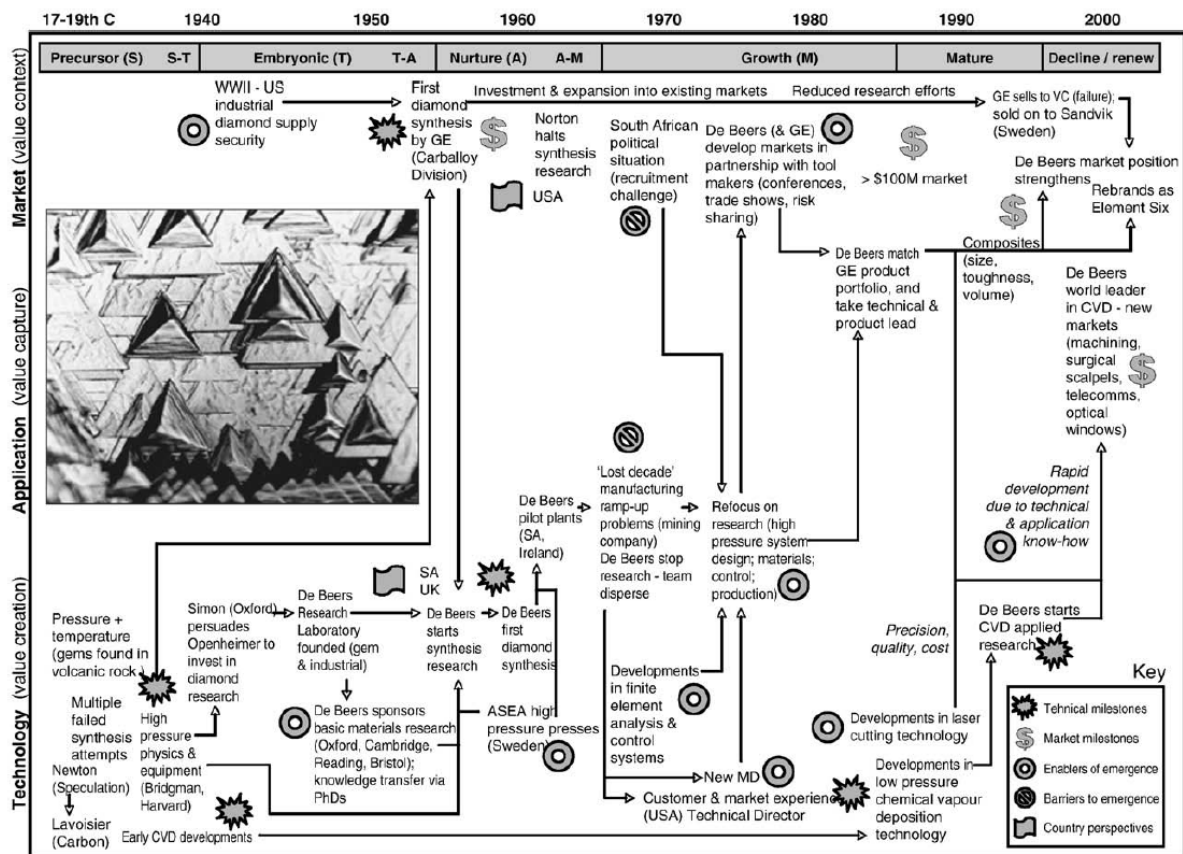 17-19th C 1940 1950 1960 1970 1980 1990 2000
Precursor (S) S-T Embryonic (T) T-A Nurture (A) A-M Growth (M) Mature Decline / renew
Market (value context)
Application (value capture)
Technology (value creation)
WWII - US
industrial
diamond supply
security
First
diamond
synthesis
by GE
(Carballoy
Division)
Investment & expansion into existing markets
Reduced research efforts
$
Norton
halts
synthesis
research
USA
South African
political
situation
(recruitment
challenge)
De Beers (& GE)
develop markets in
partnership with tool
makers (conferences,
trade shows, risk
sharing)
$
> $100M market
GE sells to VC (failure);
sold on to Sandvik
(Sweden)
De Beers market position
strengthens
Rebrands as
Element Six
$
De Beers match
GE product
portfolio, and
take technical &
product lead
Composites
(size,
toughness,
volume)
De Beers
world leader
in CVD - new
markets
(machining,
surgical
scalpels,
telecomms,
optical
windows)
$
'Lost decade'
manufacturing
ramp-up
problems (mining
company)
De Beers stop
research - team
disperse
De Beers
pilot plants
(SA,
Ireland)
Refocus on
research (high
pressure system
design; materials;
control;
production)
Rapid
development
due to technical
& application
know-how
SA
UK
Pressure +
temperature
(gems found in
volcanic rock )
Simon (Oxford)
persuades
Openheimer to
invest in
diamond
research
De Beers
Research
Laboratory
founded (gem
& industrial)
De Beers
starts
synthesis
research
De Beers
first
diamond
synthesis
De Beers starts
CVD applied
research
Precision,
quality, cost
Multiple
failed
synthesis
attempts
High
pressure
physics &
equipment
(Bridgman,
Harvard)
Newton
(Speculation)
Lavoisier
(Carbon)
De Beers sponsors
basic materials research
(Oxford, Cambridge,
Reading, Bristol);
knowledge transfer via
PhDs
ASEA high
pressure presses
(Sweden)
Developments
in finite
element
analysis &
control
systems
New MD
Customer & market experience
(USA) Technical Director
Developments in laser
cutting technology
Developments in
low pressure
chemical vapour
deposition
technology
Early CVD developments
Key
Tehnical milestones
$ Market milestones
Enablers of emergence
Barriers to emergence
Country perspectives